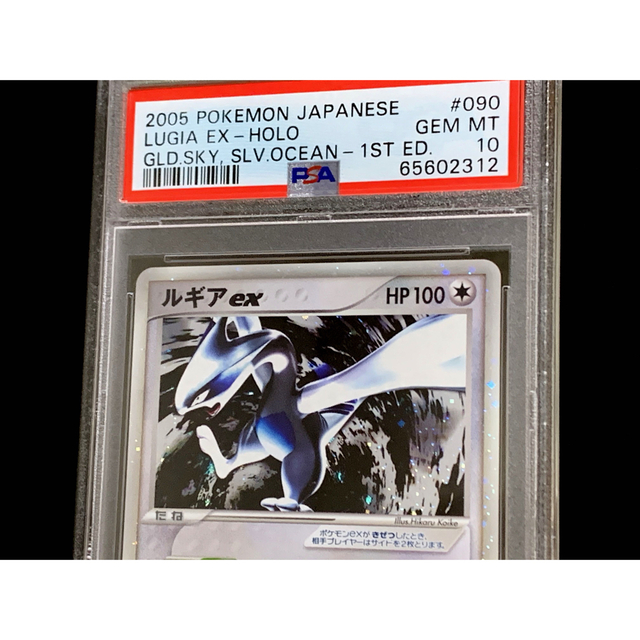 2005 POKEMON JAPANESE #090
LUGIA EX - HOLO GEM MT
GLD.SKY, SLV.OCEAN - 1ST ED. 10
PSA 65602312
ルギアex HP100
たね
Illus.Hikaru Koike
ポケモンexがきぜつしたとき、
相手プレイヤーはサイドを2枚とります。